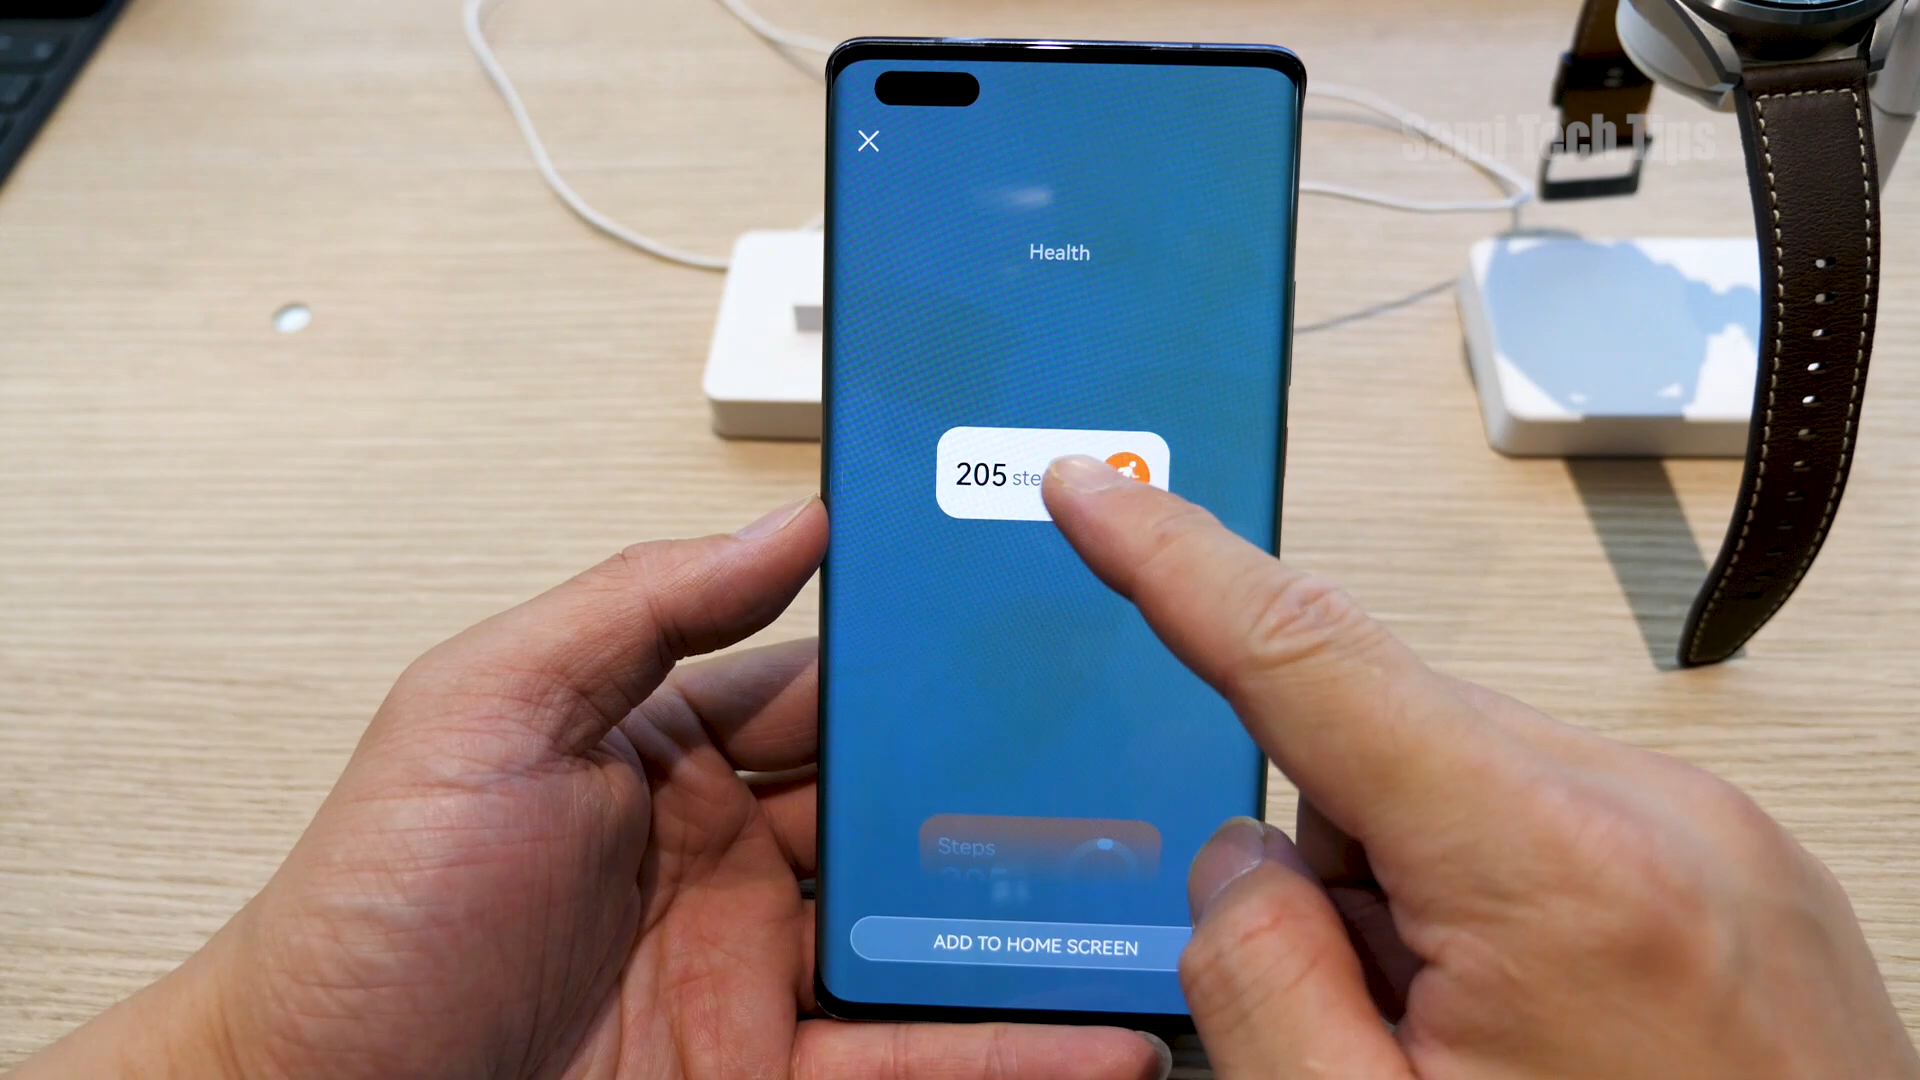 Sami Tech Tips
Health
205 ste
Steps
ADD TO HOME SCREEN